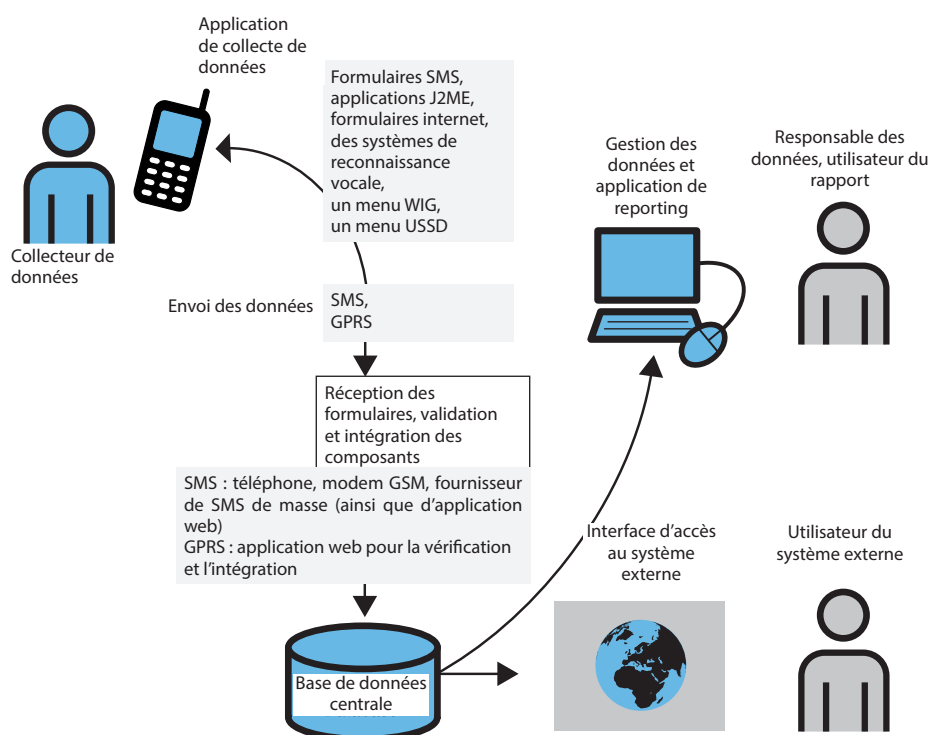 Application
de collecte de
données
Formulaires SMS,
applications J2ME,
formulaires internet,
des systèmes de
reconnaissance
vocale,
un menu WIG,
un menu USSD
Gestion des
données et
application de
reporting
Responsable des
données, utilisateur du
rapport
Collecteur de
données
Envoi des données
SMS,
GPRS
Réception des
formulaires, validation
et intégration des
composants
SMS : téléphone, modem GSM, fournisseur
de SMS de masse (ainsi que d’application
web)
GPRS : application web pour la vérification
et l’intégration
Interface d’accès
au système
externe
Utilisateur du
système externe
Base de données
centrale